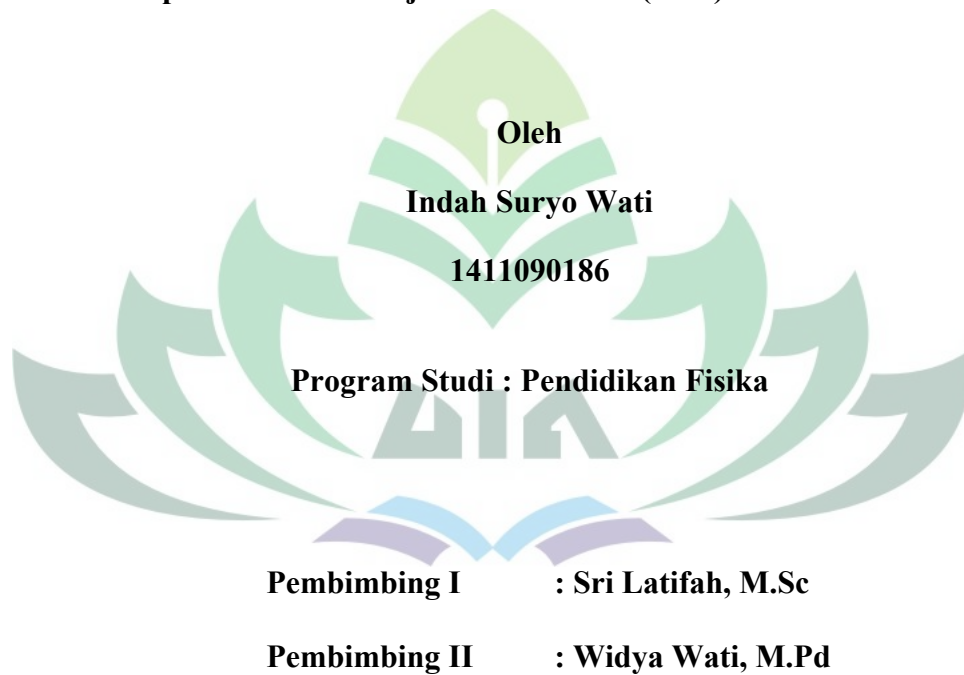 Oleh
Indah Suryo Wati
1411090186
Program Studi : Pendidikan Fisika
Pembimbing I : Sri Latifah, M.Sc
Pembimbing II : Widya Wati, M.Pd